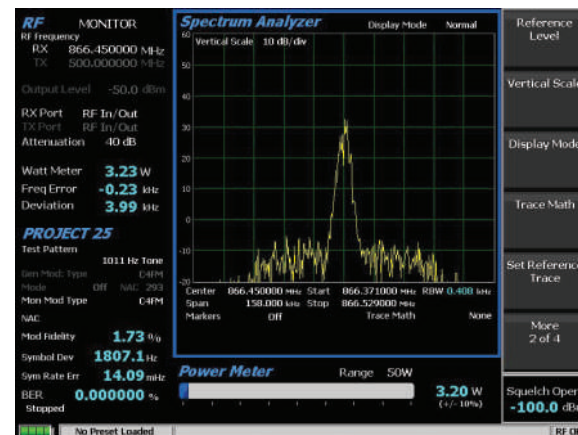 RF MONITOR
RF Frequency
RX 866.450000 MHz
TX 500.000000 MHz
Output Level -50.0 dBm
RX Port RF In/Out
TX Port RF In/Out
Attenuation 40 dB
Watt Meter 3.23 W
Freq Error -0.23 kHz
Deviation 3.99 kHz
PROJECT 25
Test Pattern
1011 Hz Tone
Gen Mod: Type C4FM
Mode Off NAC 293
Mon Mod Type C4FM
NAC
Mod Fidelity 1.73 %
Symbol Dev 1807.1 Hz
Sym Rate Err 14.09 mHz
BER 0.000000 %
Stopped
No Preset Loaded
Spectrum Analyzer Display Mode Normal
60 Vertical Scale 10 dB/div
50
40
30
20
10
0
-10
-20
Center 866.450000 MHz Start 866.371000 MHz RBW 0.408 kHz
Span 158.000 kHz Stop 866.529000 MHz
Markers Off Trace Math None
Power Meter Range 50W
3.20 W
(+/- 10%)
Reference
Level
Vertical Scale
Display Mode
Trace Math
Set Reference
Trace
More
2 of 4
Squelch Open
-100.0 dB
RF